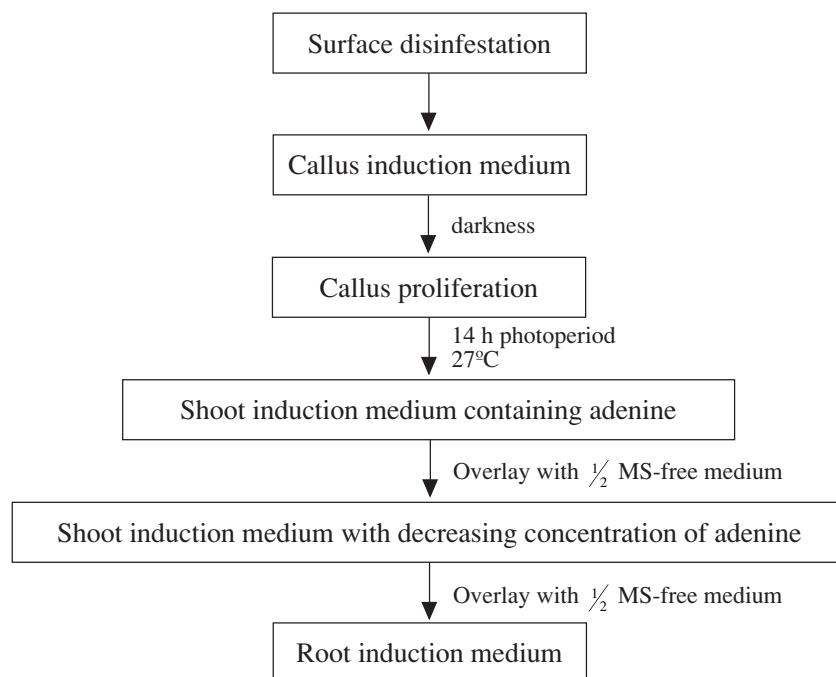 Surface disinfestation
Callus induction medium
darkness
Callus proliferation
14 h photoperiod
27ºC
Shoot induction medium containing adenine
Overlay with ½ MS-free medium
Shoot induction medium with decreasing concentration of adenine
Overlay with ½ MS-free medium
Root induction medium